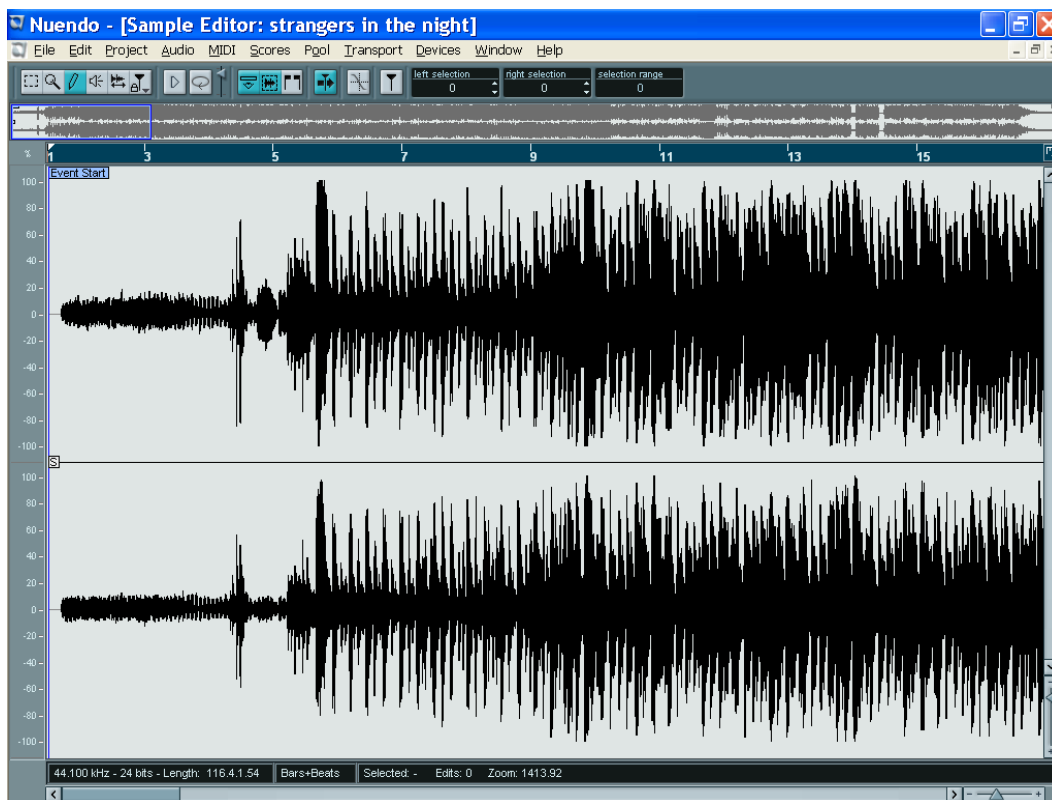 Nuendo - [Sample Editor: strangers in the night]
File Edit Project Audio MIDI Scores Pool Transport Devices Window Help
left selection right selection selection range
0 0 0
% 1 3 5 7 9 11 13 15
Event Start
100
80
60
40
20
0
-20
-40
-60
-80
-100
S
100
80
60
40
20
0
-20
-40
-60
-80
-100
44.100 kHz - 24 bits - Length: 116.4.1.54 Bars+Beats Selected: - Edits: 0 Zoom: 1413.92